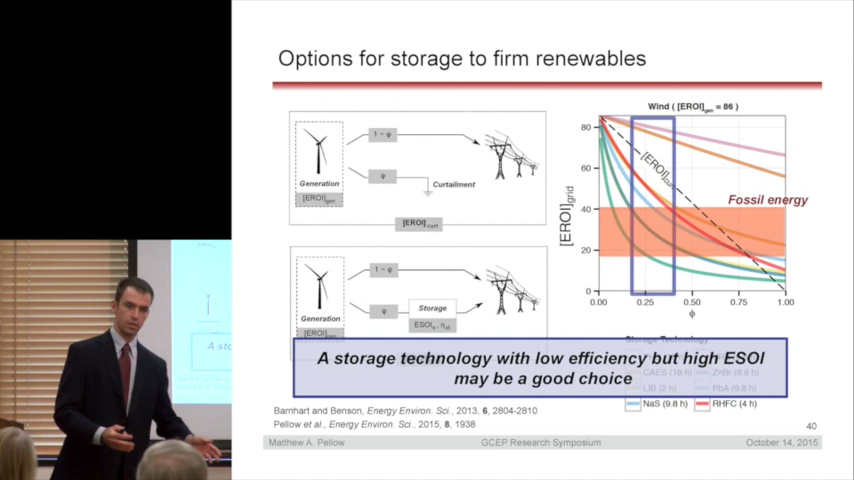 Options for storage to firm renewables
Wind ( [EROI]gen = 86 )
1 − φ
φ
Curtailment
Generation
[EROI]gen
[EROI]curt
1 − φ
φ
Storage
ESOIe , ηst
Generation
[EROI]gen
80
60
40
20
0
[EROI]grid
[EROI]curt
Fossil energy
0.00
0.25
0.50
0.75
1.00
φ
Storage Technology
A storage technology with low efficiency but high ESOI
may be a good choice
CAES (16 h)
ZnBr (9.8 h)
LIB (2 h)
PbA (9.8 h)
NaS (9.8 h)
RHFC (4 h)
Barnhart and Benson, Energy Environ. Sci., 2013, 6, 2804-2810
Pellow et al., Energy Environ. Sci., 2015, 8, 1938
40
Matthew A. Pellow
GCEP Research Symposium
October 14, 2015
A sto